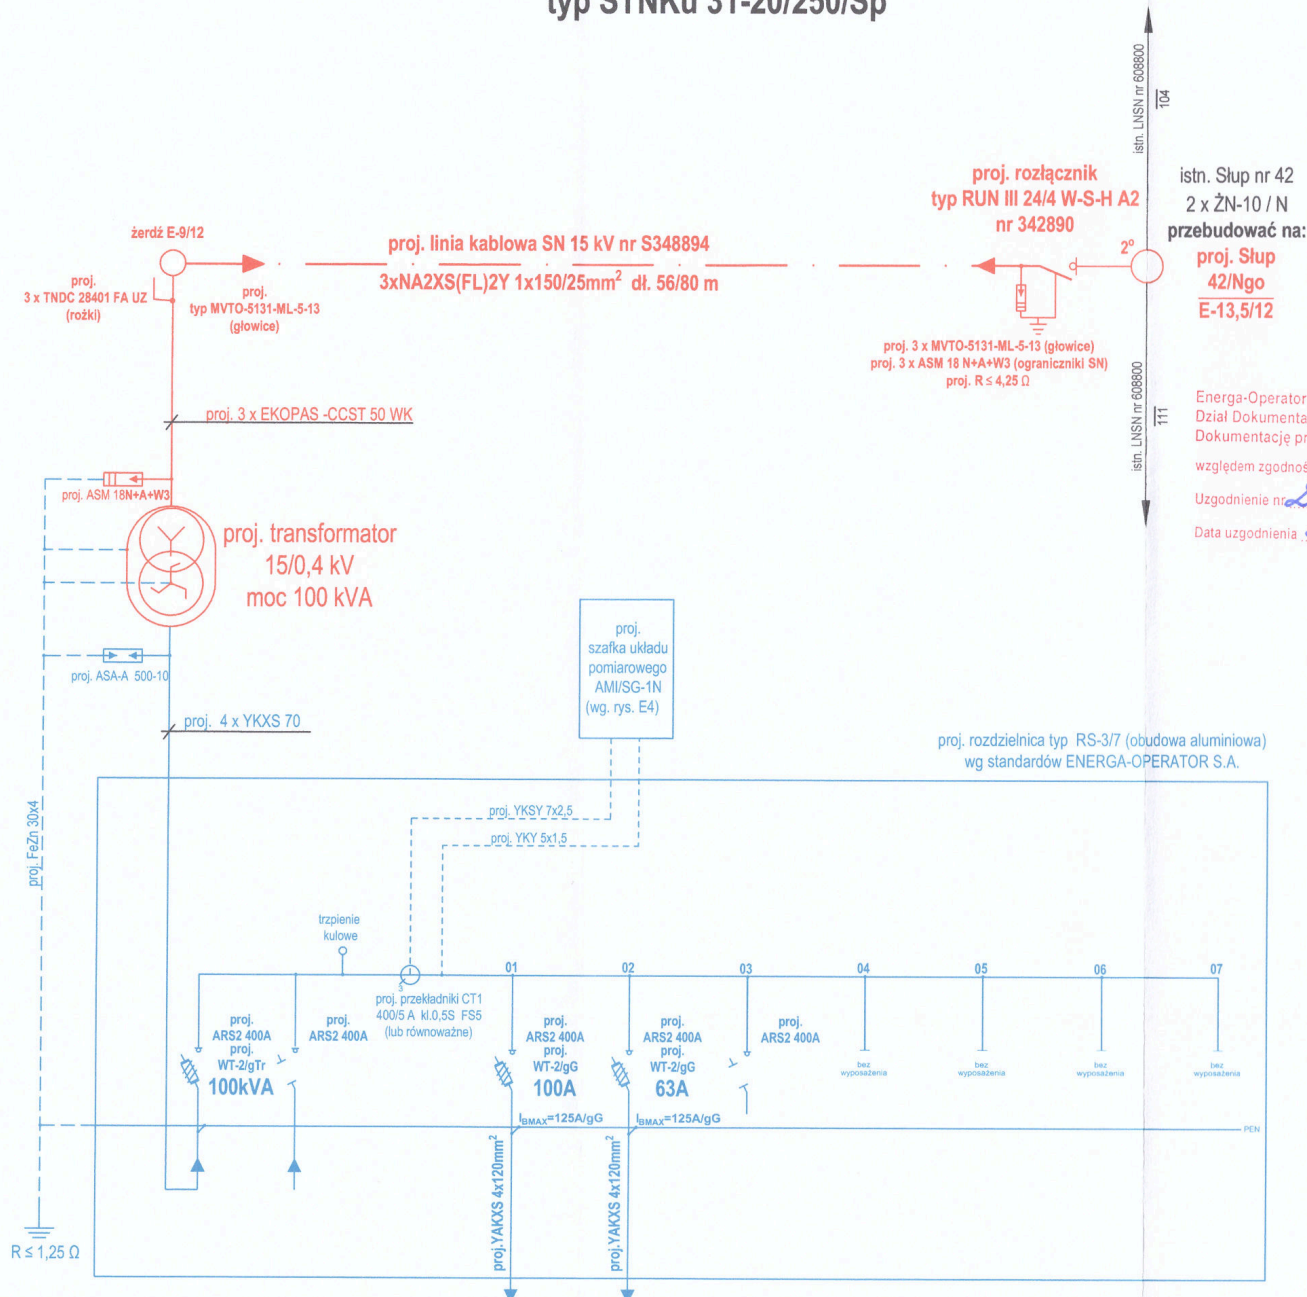 typ STNKu 31-20/250/Sp
istn. LNSN nr 608800
104
proj. rozłącznik
typ RUN III 24/4 W-S-H A2
nr 342890
2°
istn. Słup nr 42
2 x ŻN-10 / N
przebudować na:
proj. Słup
42/Ngo
E-13,5/12
żerdź E-9/12
proj. linia kablowa SN 15 kV nr S348894
3xNA2XS(FL)2Y 1x150/25mm² dł. 56/80 m
proj.
3 x TNDC 28401 FA UZ
(rożki)
proj.
typ MVTO-5131-ML-5-13
(głowice)
proj. 3 x MVTO-5131-ML-5-13 (głowice)
proj. 3 x ASM 18 N+A+W3 (ograniczniki SN)
proj. R ≤ 4,25 Ω
istn. LNSN nr 608800
111
Energa-Operator
Dział Dokumenta
Dokumentację pr
względem zgodnoś
Uzgodnienie nr
Data uzgodnienia
proj. 3 x EKOPAS -CCST 50 WK
proj. ASM 18N+A+W3
proj. transformator
15/0,4 kV
moc 100 kVA
proj. ASA-A 500-10
proj. 4 x YKXS 70
proj.
szafka układu
pomiarowego
AMI/SG-1N
(wg. rys. E4)
proj. rozdzielnica typ RS-3/7 (obudowa aluminiowa)
wg standardów ENERGA-OPERATOR S.A.
proj. YKSY 7x2,5
proj. YKY 5x1,5
proj. FeZn 30x4
trzpienie
kulowe
3
proj. przekładniki CT1
400/5 A kl.0,5S FS5
(lub równoważne)
01
02
03
04
05
06
07
proj.
ARS2 400A
proj.
WT-2/gTr
100kVA
proj.
ARS2 400A
proj.
ARS2 400A
proj.
WT-2/gG
100A
proj.
ARS2 400A
proj.
WT-2/gG
63A
proj.
ARS2 400A
bez
wyposażenia
bez
wyposażenia
bez
wyposażenia
bez
wyposażenia
IBMAX=125A/gG
IBMAX=125A/gG
PEN
proj.YAKXS 4x120mm²
proj.YAKXS 4x120mm²
R ≤ 1,25 Ω